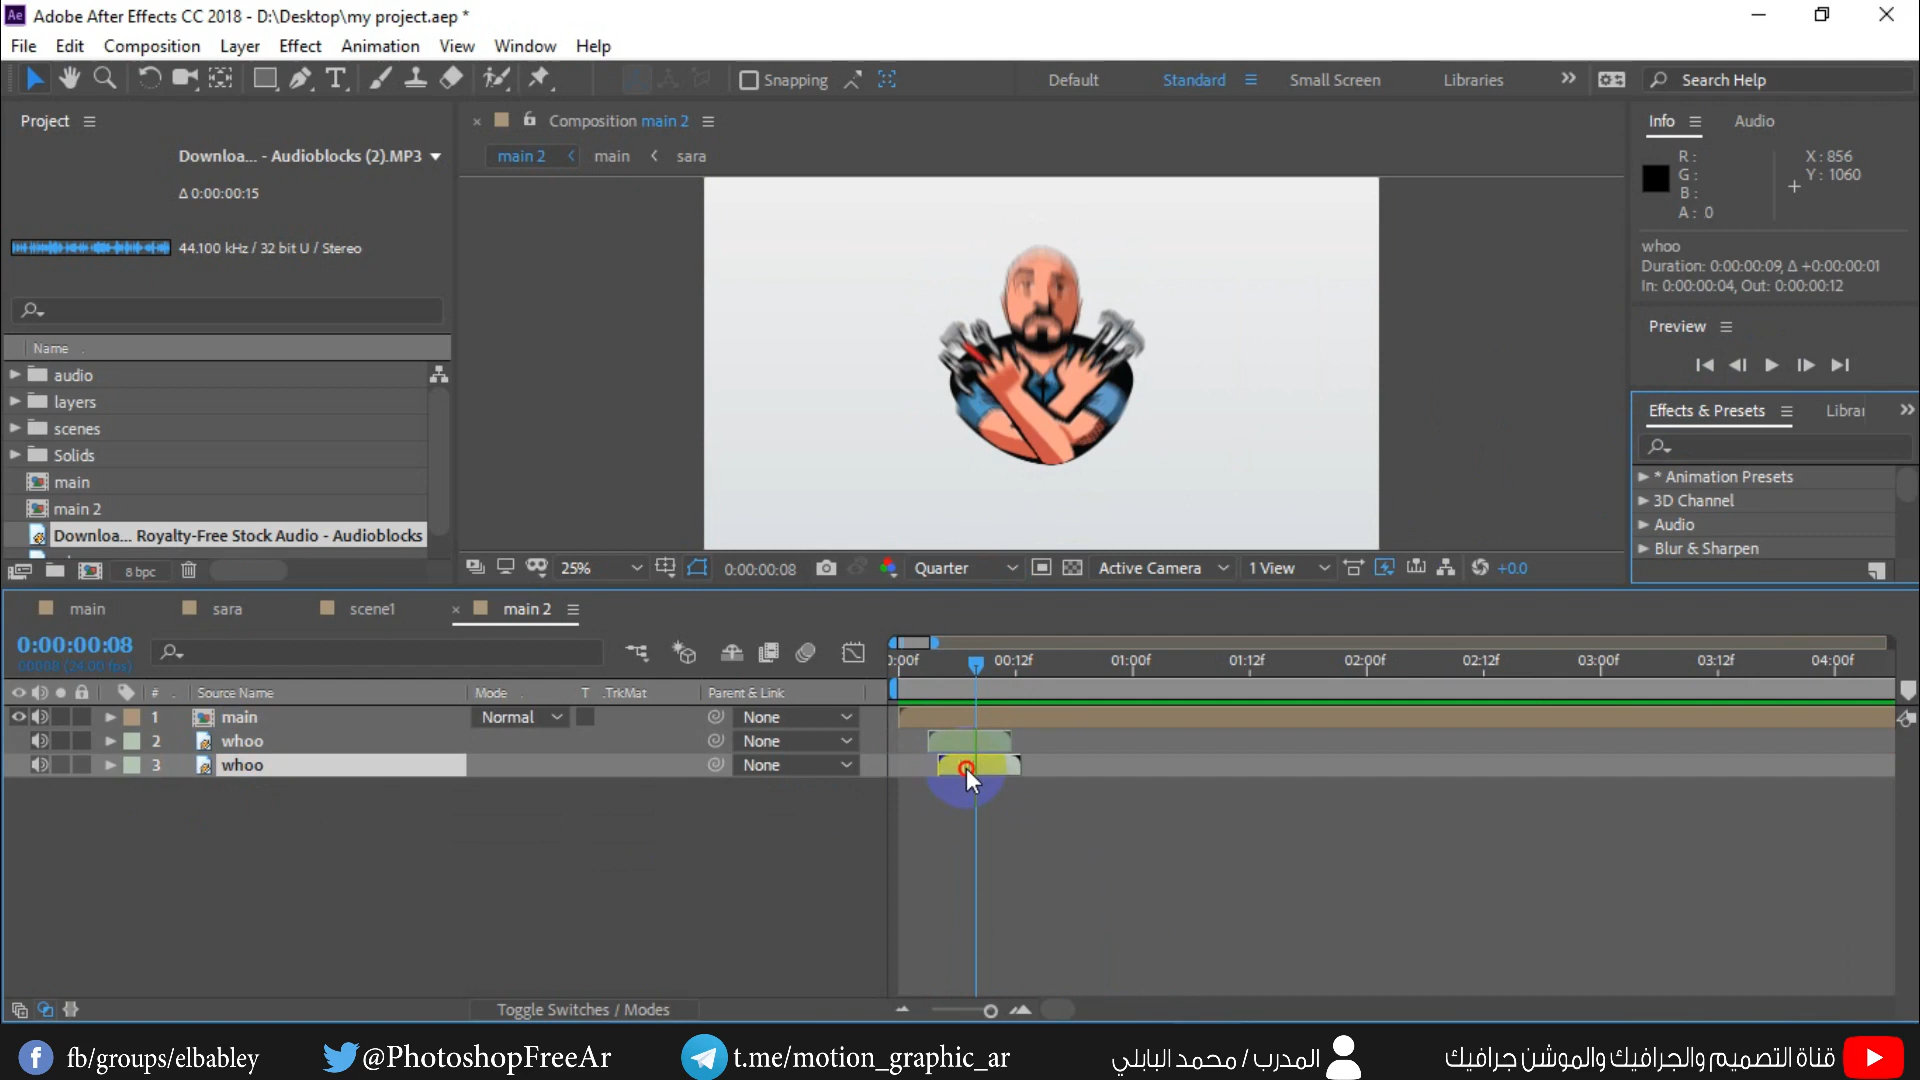 Adobe After Effects CC 2018 - D:\Desktop\my project.aep *
File Edit Composition Layer Effect Animation View Window Help
Snapping Default Standard Small Screen Libraries Search Help
Project
Composition main 2
Info Audio
Downloa... - Audioblocks (2).MP3
main 2 main sara
R:
G:
B:
A: 0
X: 856
Y: 1060
Δ 0:00:00:15
44.100 kHz / 32 bit U / Stereo
whoo
Duration: 0:00:00:09, Δ +0:00:00:01
In: 0:00:00:04, Out: 0:00:00:12
Preview
Name
audio
layers
scenes
Solids
main
main 2
Downloa... Royalty-Free Stock Audio - Audioblocks
8 bpc
Effects & Presets Librar
* Animation Presets
3D Channel
Audio
Blur & Sharpen
25% 0:00:00:08 Quarter Active Camera 1 View +0.0
main sara scene1 main 2
0:00:00:08
00008 (24.00 fps)
:00f 00:12f 01:00f 01:12f 02:00f 02:12f 03:00f 03:12f 04:00f
# Source Name Mode T .TrkMat Parent & Link
1 main Normal None
2 whoo None
3 whoo None
Toggle Switches / Modes
fb/groups/elbabley @PhotoshopFreeAr t.me/motion_graphic_ar المدرب / محمد البابلي قناة التصميم والجرافيك والموشن جرافيك